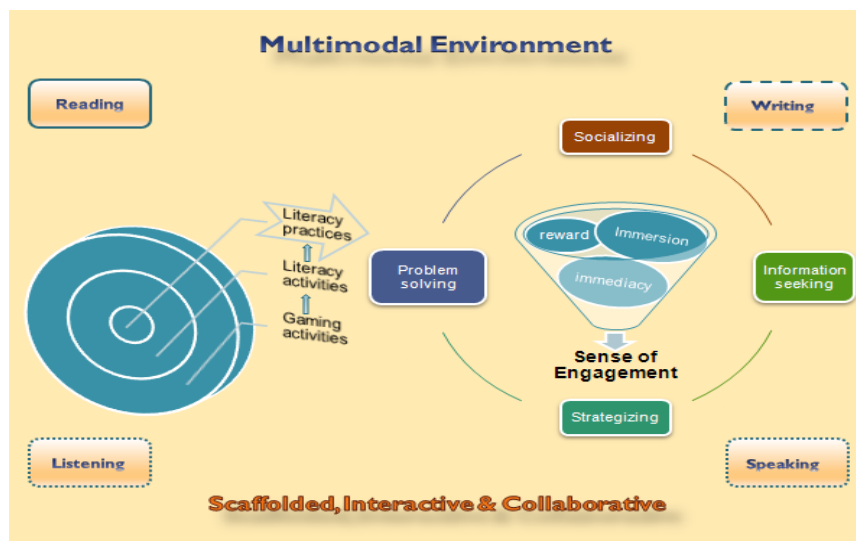 Multimodal Environment
Reading
Writing
Socializing
Literacy
practices
reward
Immersion
Problem
solving
Literacy
activities
immediacy
Information
seeking
Gaming
activities
Sense of
Engagement
Strategizing
Listening
Speaking
Scaffolded, Interactive & Collaborative